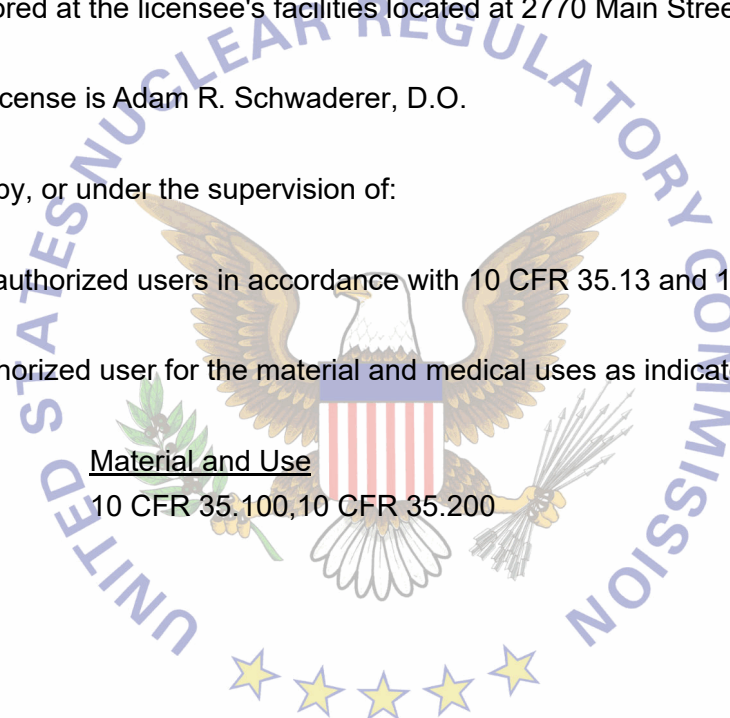 ored at the licensee's facilities located at 2770 Main Stree
cense is Adam R. Schwaderer, D.O.
by, or under the supervision of:
authorized users in accordance with 10 CFR 35.13 and 1
horized user for the material and medical uses as indicat
Material and Use
10 CFR 35.100,10 CFR 35.200
UNITED STATES NUCLEAR REGULATORY COMMISSION